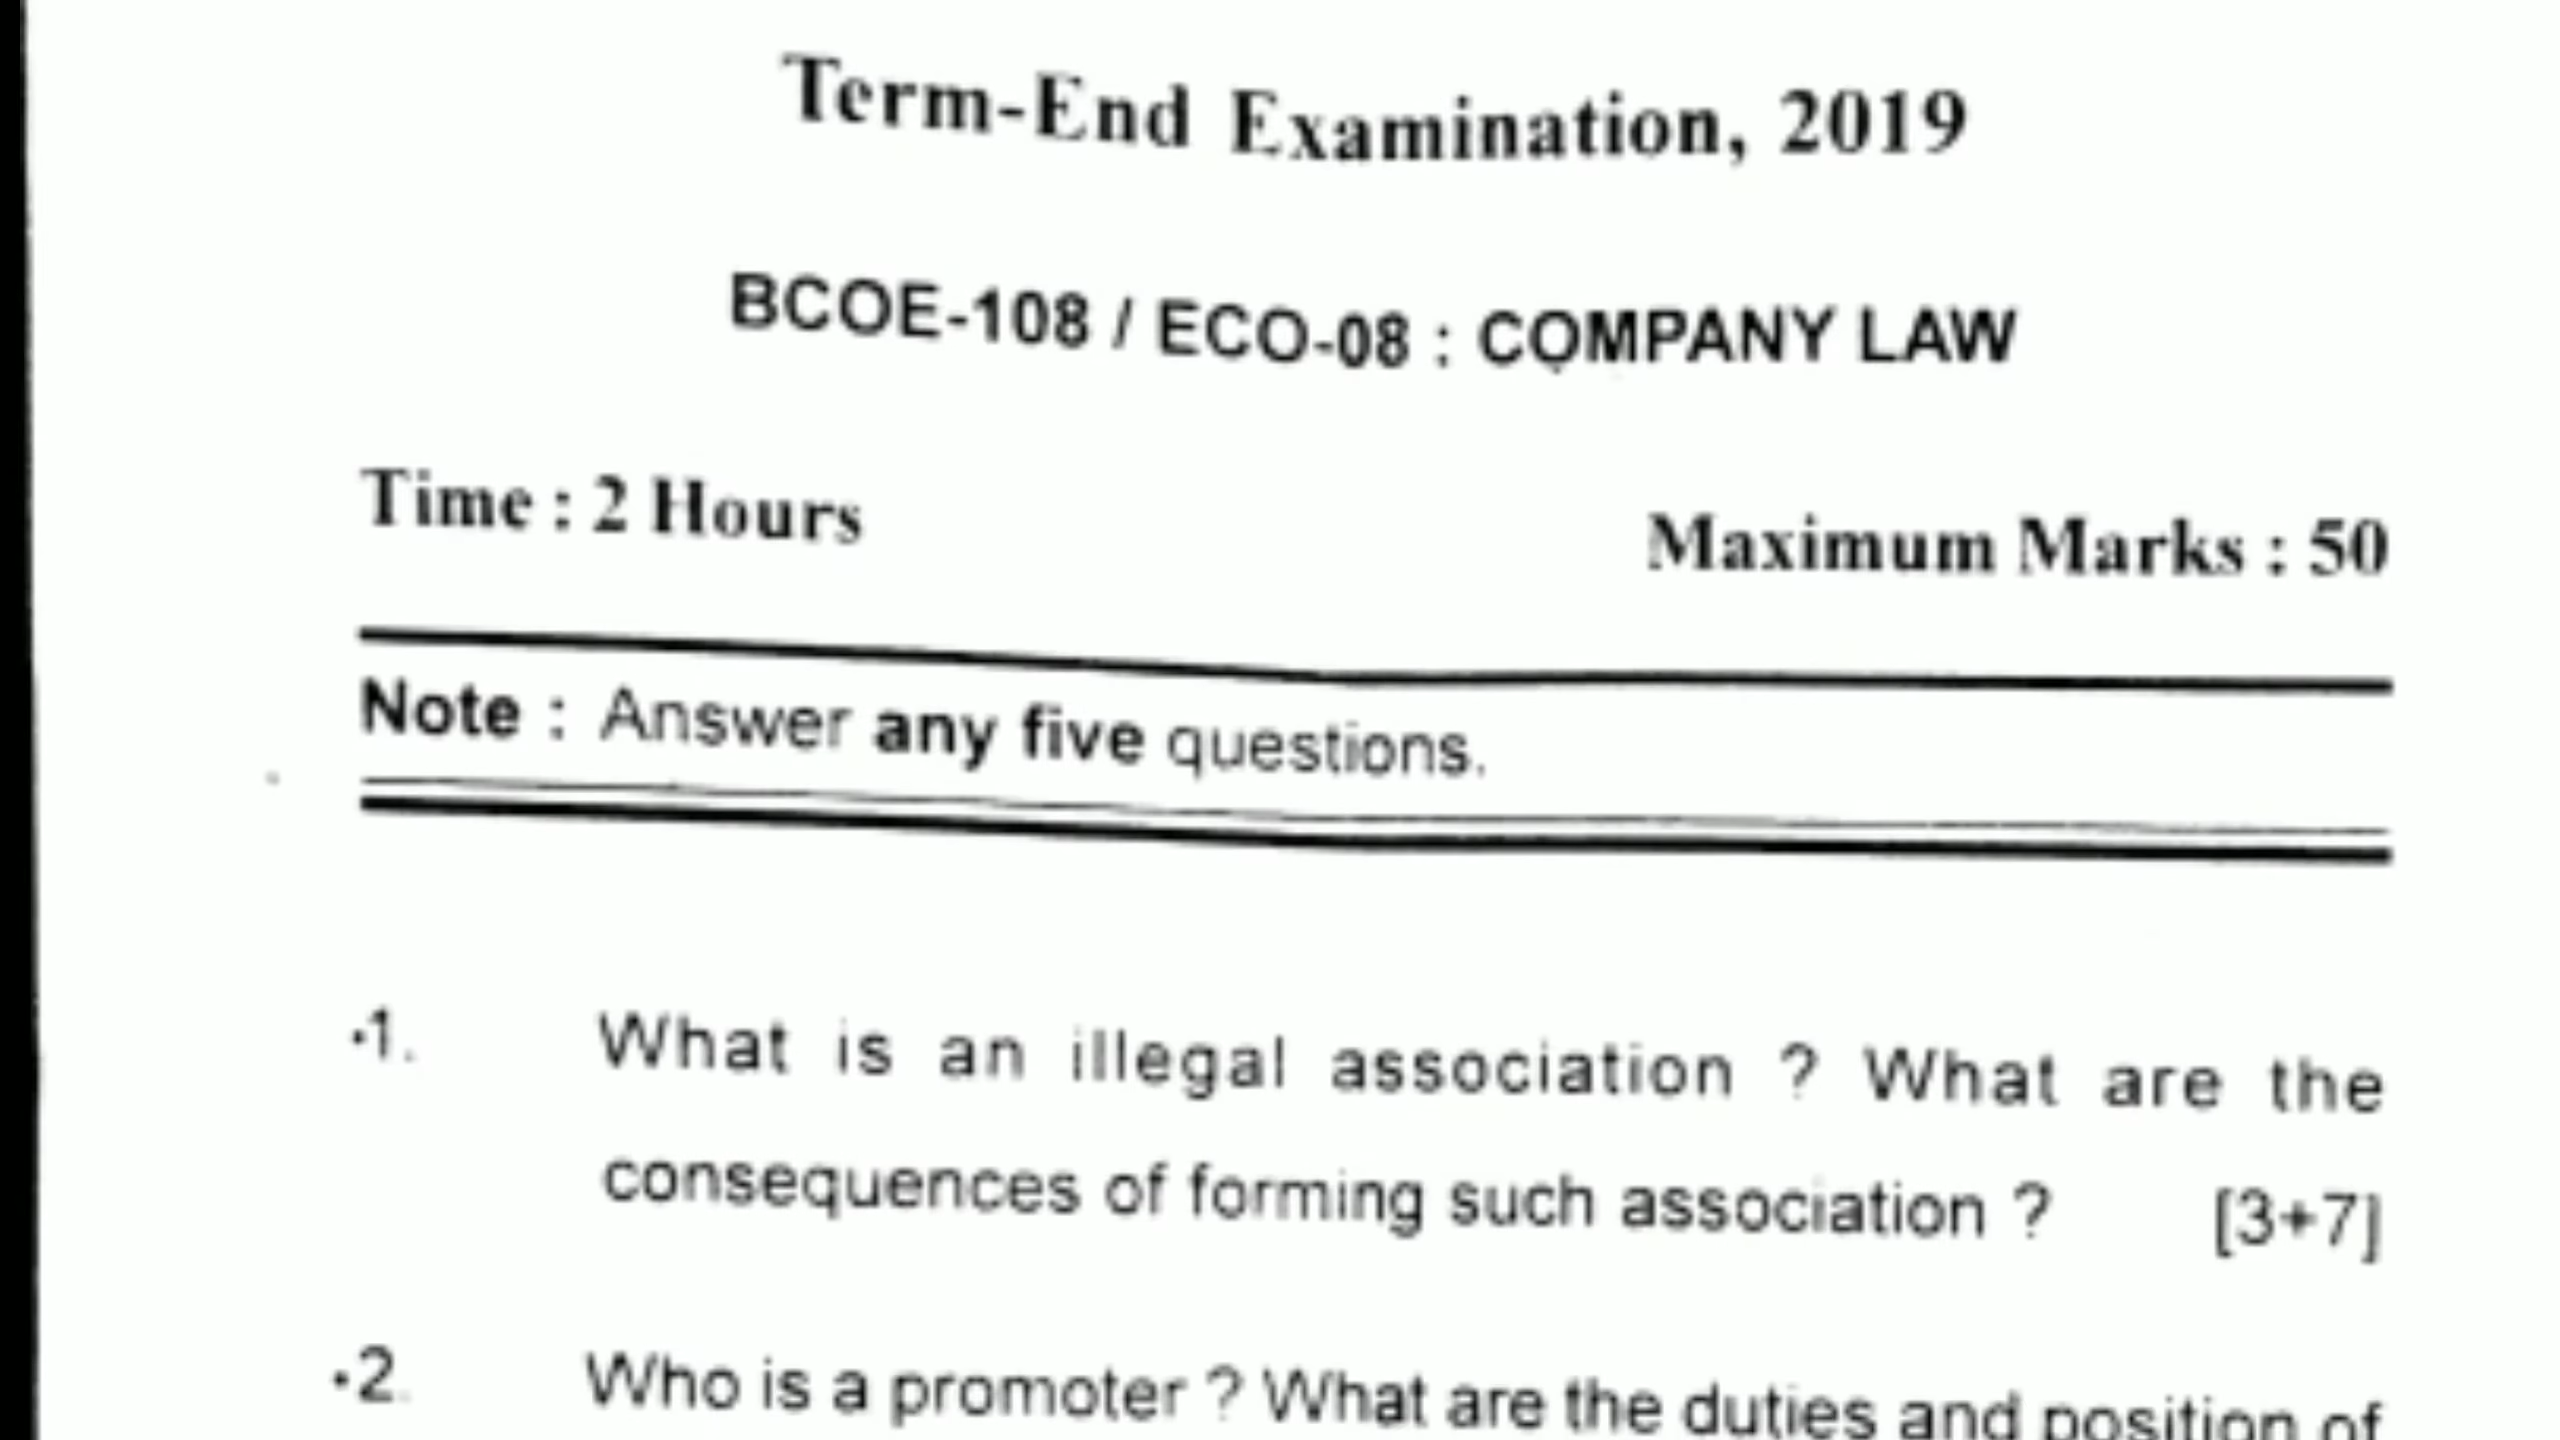 Term-End Examination, 2019
BCOE-108 / ECO-08 : COMPANY LAW
Time : 2 Hours
Maximum Marks : 50
Note : Answer any five questions.
1. What is an illegal association ? What are the
consequences of forming such association ? [3+7]
2. Who is a promoter ? What are the duties and position of